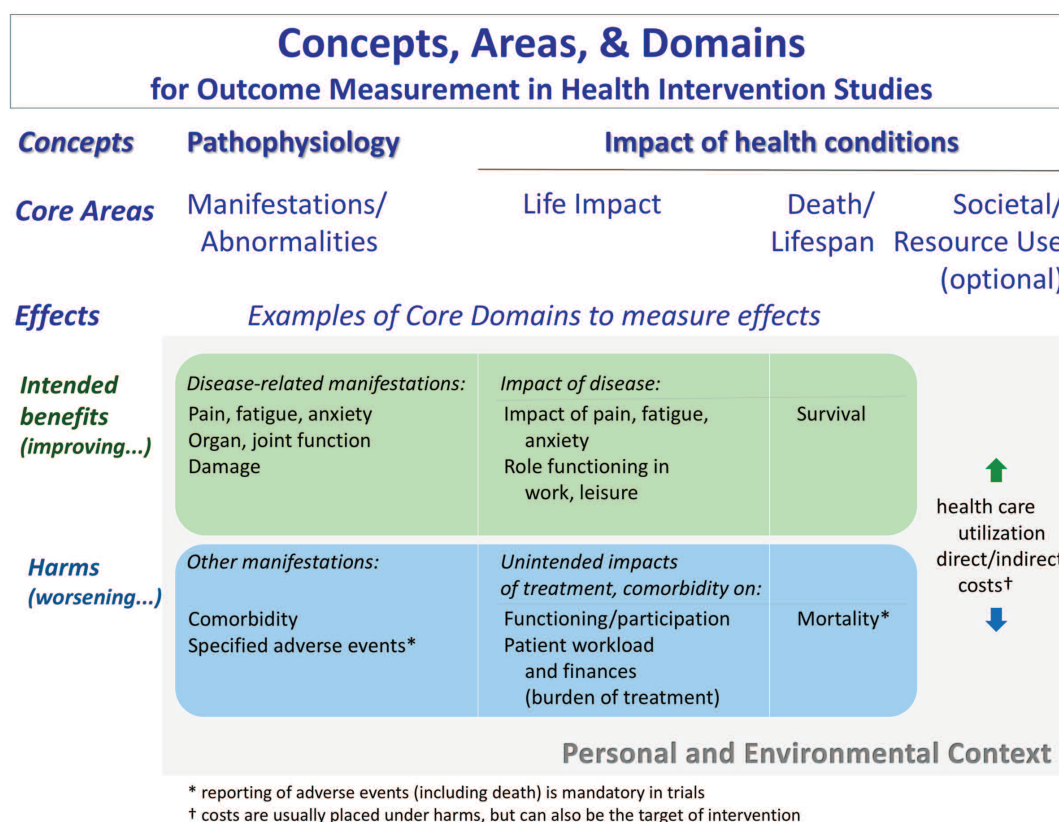 Concepts, Areas, & Domains
for Outcome Measurement in Health Intervention Studies
Concepts
Pathophysiology
Impact of health conditions
Core Areas
Manifestations/
Abnormalities
Life Impact
Death/
Lifespan
Societal/
Resource Use
(optional)
Effects
Examples of Core Domains to measure effects
Intended
benefits
(improving...)
Disease-related manifestations:
Pain, fatigue, anxiety
Organ, joint function
Damage
Impact of disease:
Impact of pain, fatigue,
anxiety
Role functioning in
work, leisure
Survival
health care
utilization
direct/indirect
costs†
Harms
(worsening...)
Other manifestations:
Comorbidity
Specified adverse events*
Unintended impacts
of treatment, comorbidity on:
Functioning/participation
Patient workload
and finances
(burden of treatment)
Mortality*
Personal and Environmental Context
* reporting of adverse events (including death) is mandatory in trials
† costs are usually placed under harms, but can also be the target of intervention